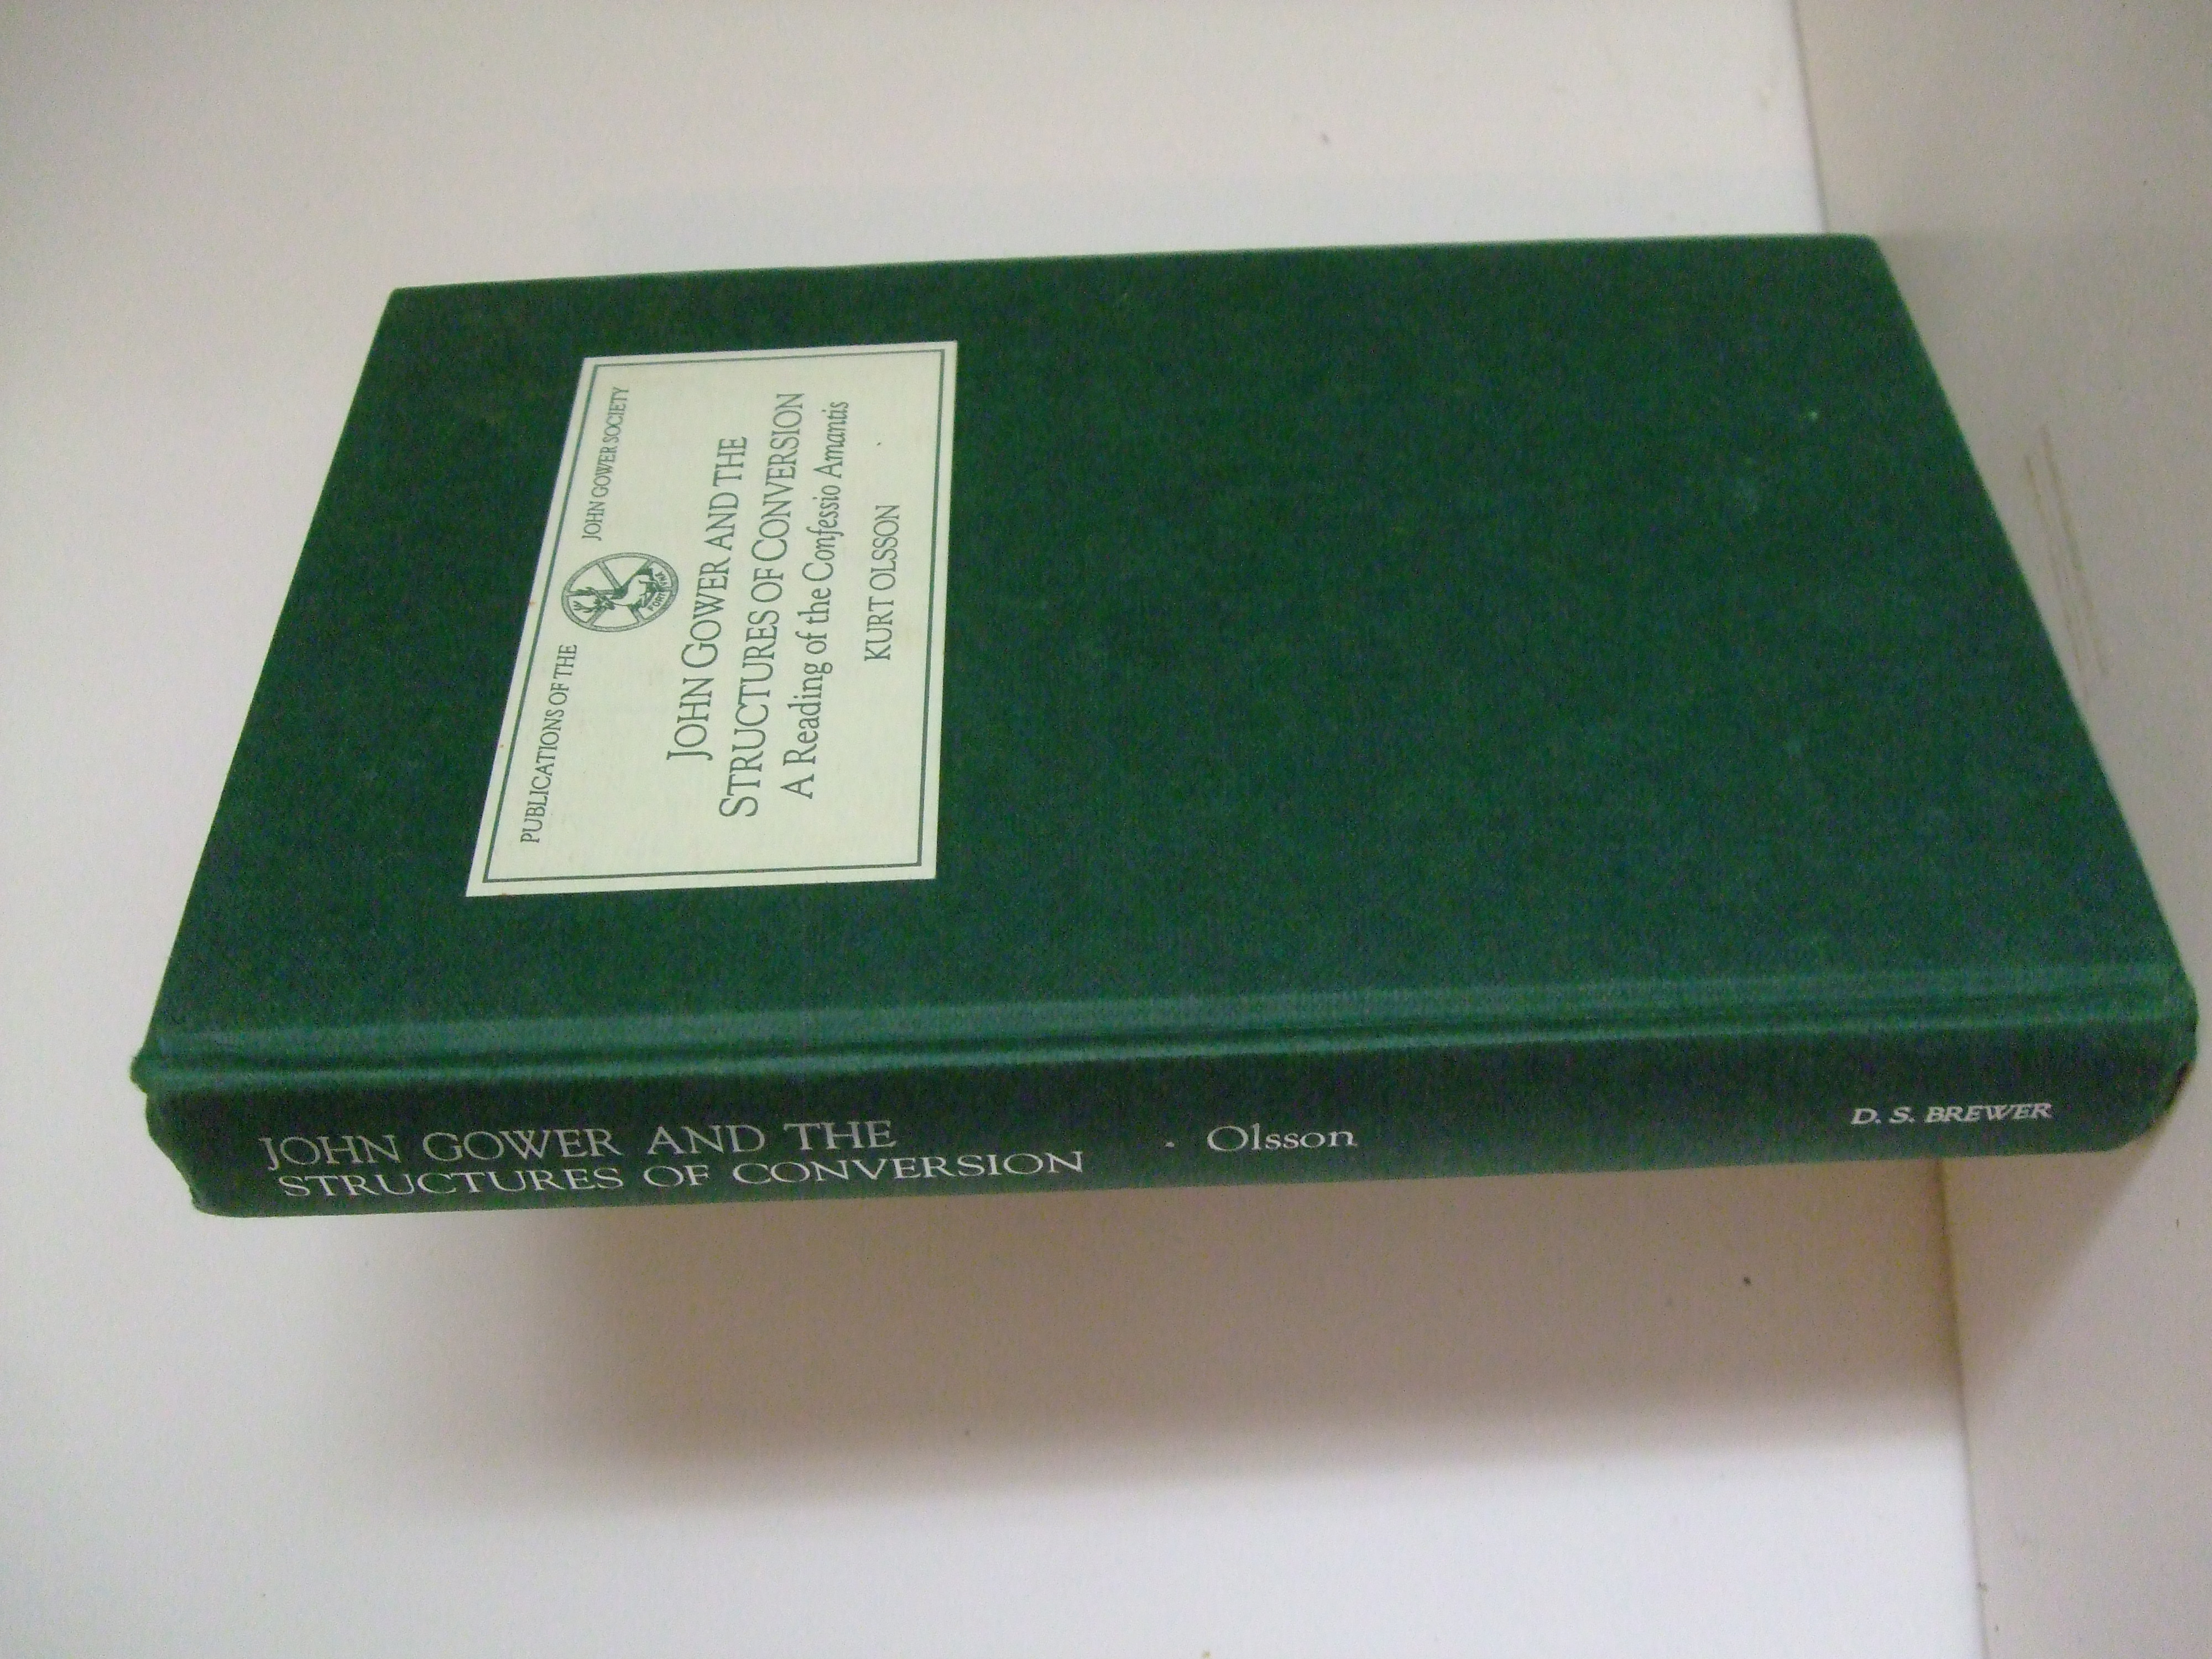 PUBLICATIONS OF THE JOHN GOWER SOCIETY
JOHN GOWER AND THE
STRUCTURES OF CONVERSION
A Reading of the Confessio Amantis
KURT OLSSON
JOHN GOWER AND THE
STRUCTURES OF CONVERSION
Olsson
D. S. BREWER